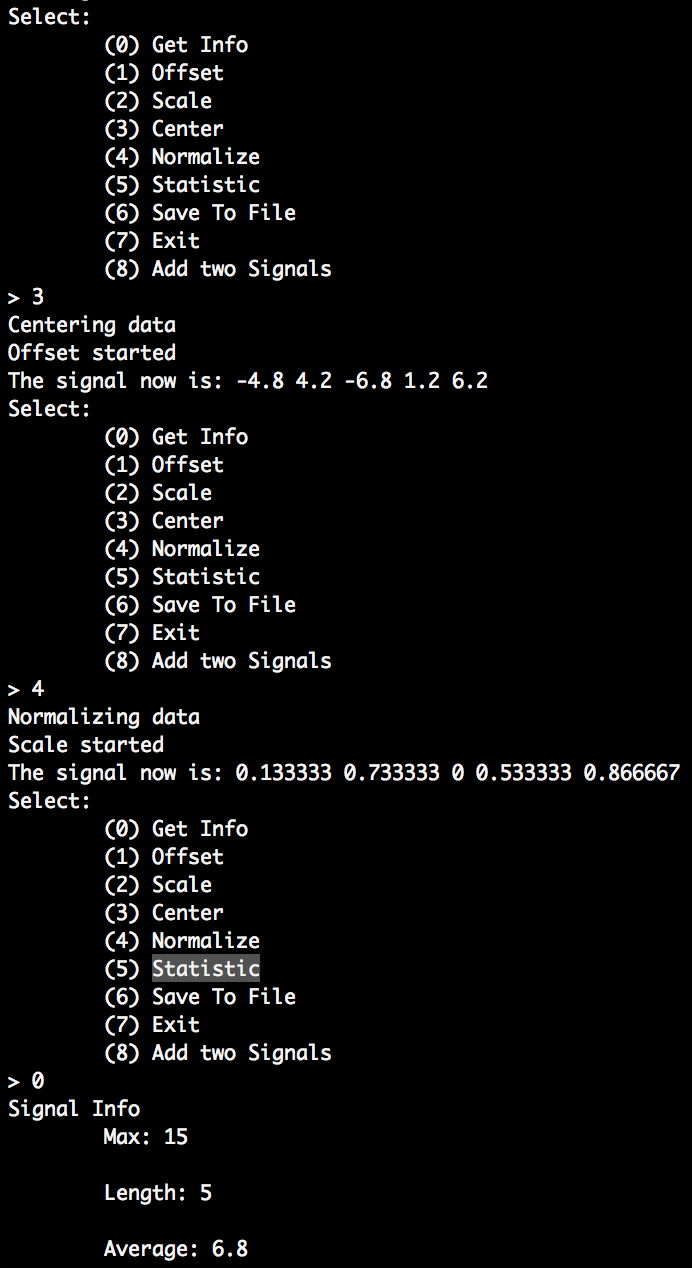 Select:
(0) Get Info
(1) Offset
(2) Scale
(3) Center
(4) Normalize
(5) Statistic
(6) Save To File
(7) Exit
(8) Add two Signals
> 3
Centering data
Offset started
The signal now is: -4.8 4.2 -6.8 1.2 6.2
Select:
(0) Get Info
(1) Offset
(2) Scale
(3) Center
(4) Normalize
(5) Statistic
(6) Save To File
(7) Exit
(8) Add two Signals
> 4
Normalizing data
Scale started
The signal now is: 0.133333 0.733333 0 0.533333 0.866667
Select:
(0) Get Info
(1) Offset
(2) Scale
(3) Center
(4) Normalize
(5) Statistic
(6) Save To File
(7) Exit
(8) Add two Signals
> 0
Signal Info
Max: 15
Length: 5
Average: 6.8